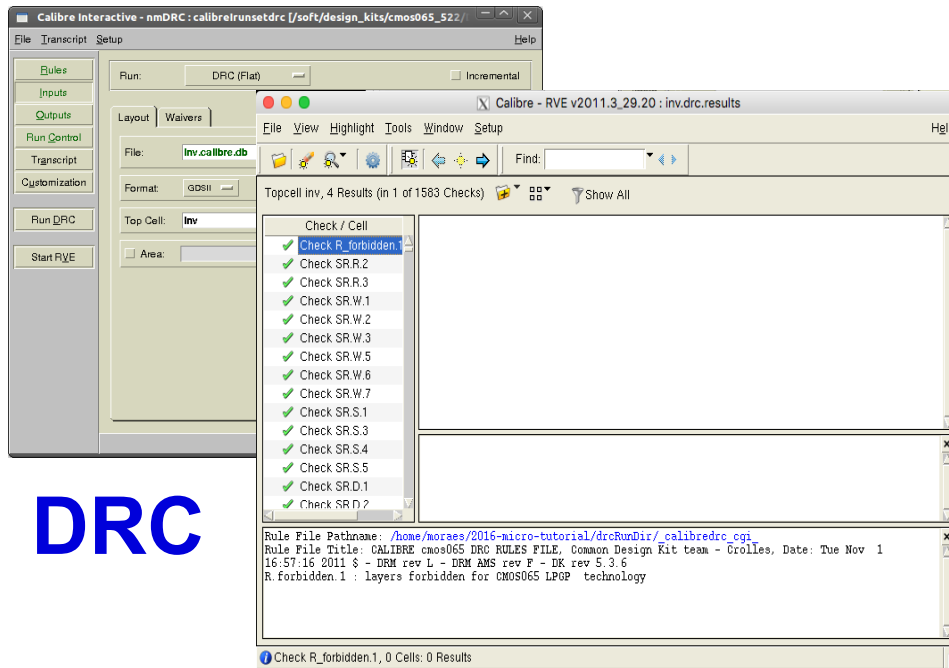 Calibre Interactive - nmDRC : calibreIrunsetdrc [/soft/design_kits/cmos065_522/
File Transcript Setup Help
Rules
Inputs
Outputs
Run Control
Transcript
Customization
Run DRC
Start RVE
Run: DRC (Flat) Incremental
Layout Waivers
File: Inv.calibre.db
Format: GDSII
Top Cell: Inv
Area:
Calibre - RVE v2011.3_29.20 : inv.drc.results
File View Highlight Tools Window Setup Hel
Find:
Topcell inv, 4 Results (in 1 of 1583 Checks) Show All
Check / Cell
Check R_forbidden.1
Check SR.R.2
Check SR.R.3
Check SR.W.1
Check SR.W.2
Check SR.W.3
Check SR.W.5
Check SR.W.6
Check SR.W.7
Check SR.S.1
Check SR.S.3
Check SR.S.4
Check SR.S.5
Check SR.D.1
Check SR.D.2
Rule File Pathname: /home/moraes/2016-micro-tutorial/drcRunDir/_calibredrc_cgi_
Rule File Title: CALIBRE cmos065 DRC RULES FILE, Common Design Kit team - Crolles, Date: Tue Nov 1
16:57:16 2011 $ - DRM rev L - DRM AMS rev F - DK rev 5.3.6
R.forbidden.1 : layers forbidden for CMOS065 LPGP technology
Check R_forbidden.1, 0 Cells: 0 Results
DRC